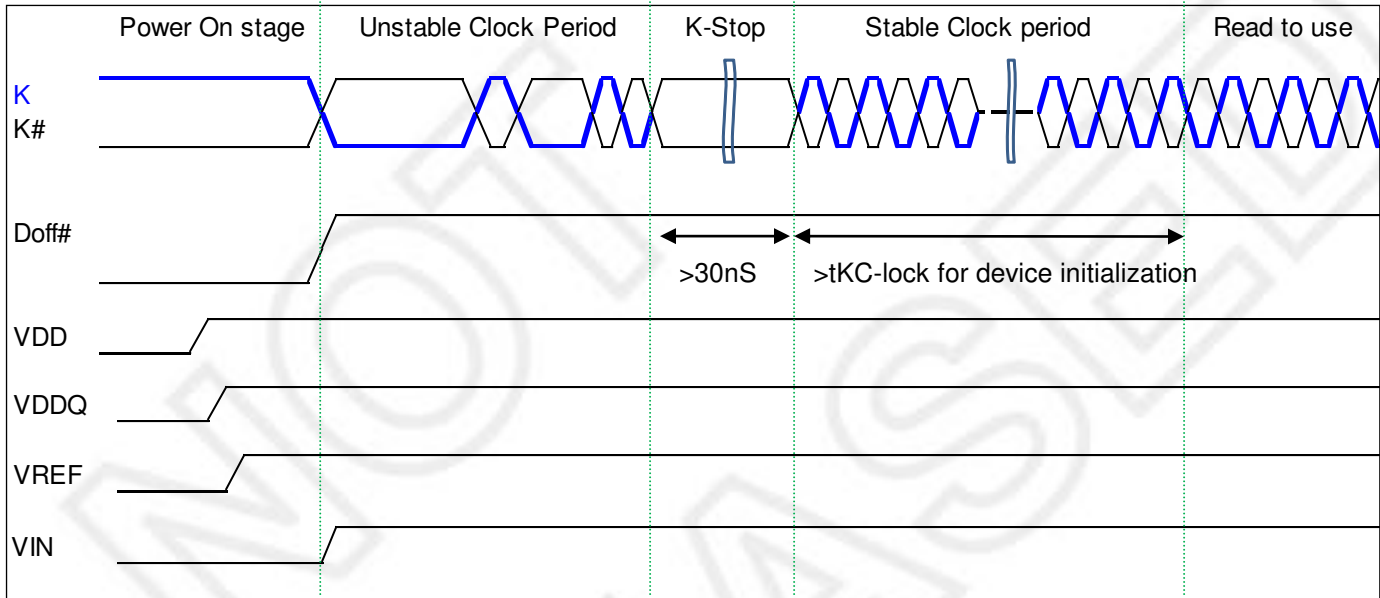 Power On stage Unstable Clock Period K-Stop Stable Clock period Read to use
K
K#
Doff#
>30nS >tKC-lock for device initialization
VDD
VDDQ
VREF
VIN
NOT